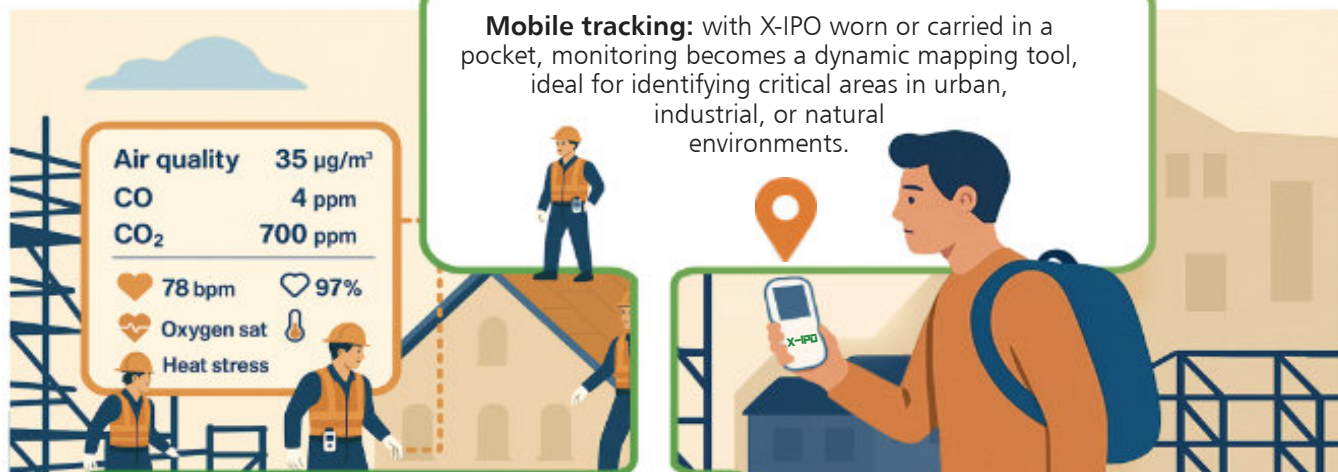 Mobile tracking: with X-IPO worn or carried in a
pocket, monitoring becomes a dynamic mapping tool,
ideal for identifying critical areas in urban,
industrial, or natural
environments.
Air quality 35 µg/m³
CO 4 ppm
CO₂ 700 ppm
78 bpm 97%
Oxygen sat
Heat stress
X-IPO